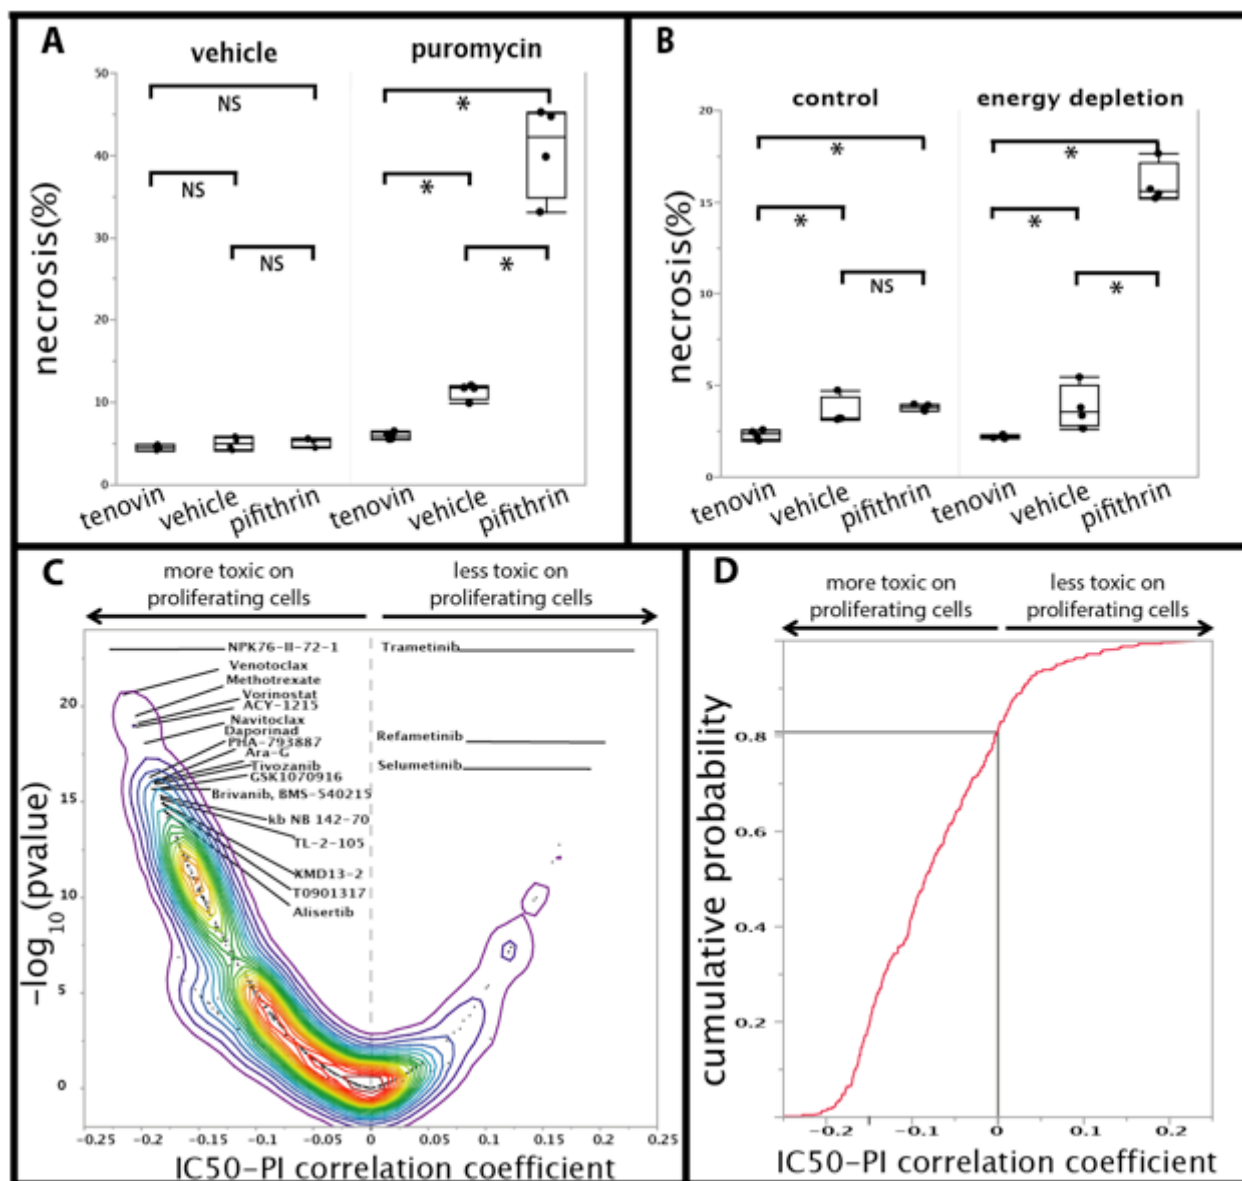 A
vehicle
puromycin
50
NS
*
40
NS
*
30
NS
*
20
10
0
necrosis(%)
tenovin
vehicle
pifithrin
tenovin
vehicle
pifithrin
B
control
energy depletion
20
*
*
15
*
*
10
NS
*
5
0
necrosis(%)
tenovin
vehicle
pifithrin
tenovin
vehicle
pifithrin
C
more toxic on
proliferating cells
less toxic on
proliferating cells
NPK76-II-72-1
Trametinib
Venotoclax
Methotrexate
Vorinostat
ACY-1215
Navitoclax
Daporinad
Refametinib
PHA-793887
Ara-G
Tivozanib
Selumetinib
GSK1070916
Brivanib, BMS-540215
kb NB 142-70
TL-2-105
XMD13-2
T0901317
Alisertib
20
15
10
5
0
-log10(pvalue)
-0.25
-0.2
-0.15
-0.1
-0.05
0
0.05
0.1
0.15
0.2
0.25
IC50-PI correlation coefficient
D
more toxic on
proliferating cells
less toxic on
proliferating cells
0.8
0.6
0.4
0.2
cumulative probability
-0.2
-0.1
0
0.1
0.2
IC50-PI correlation coefficient